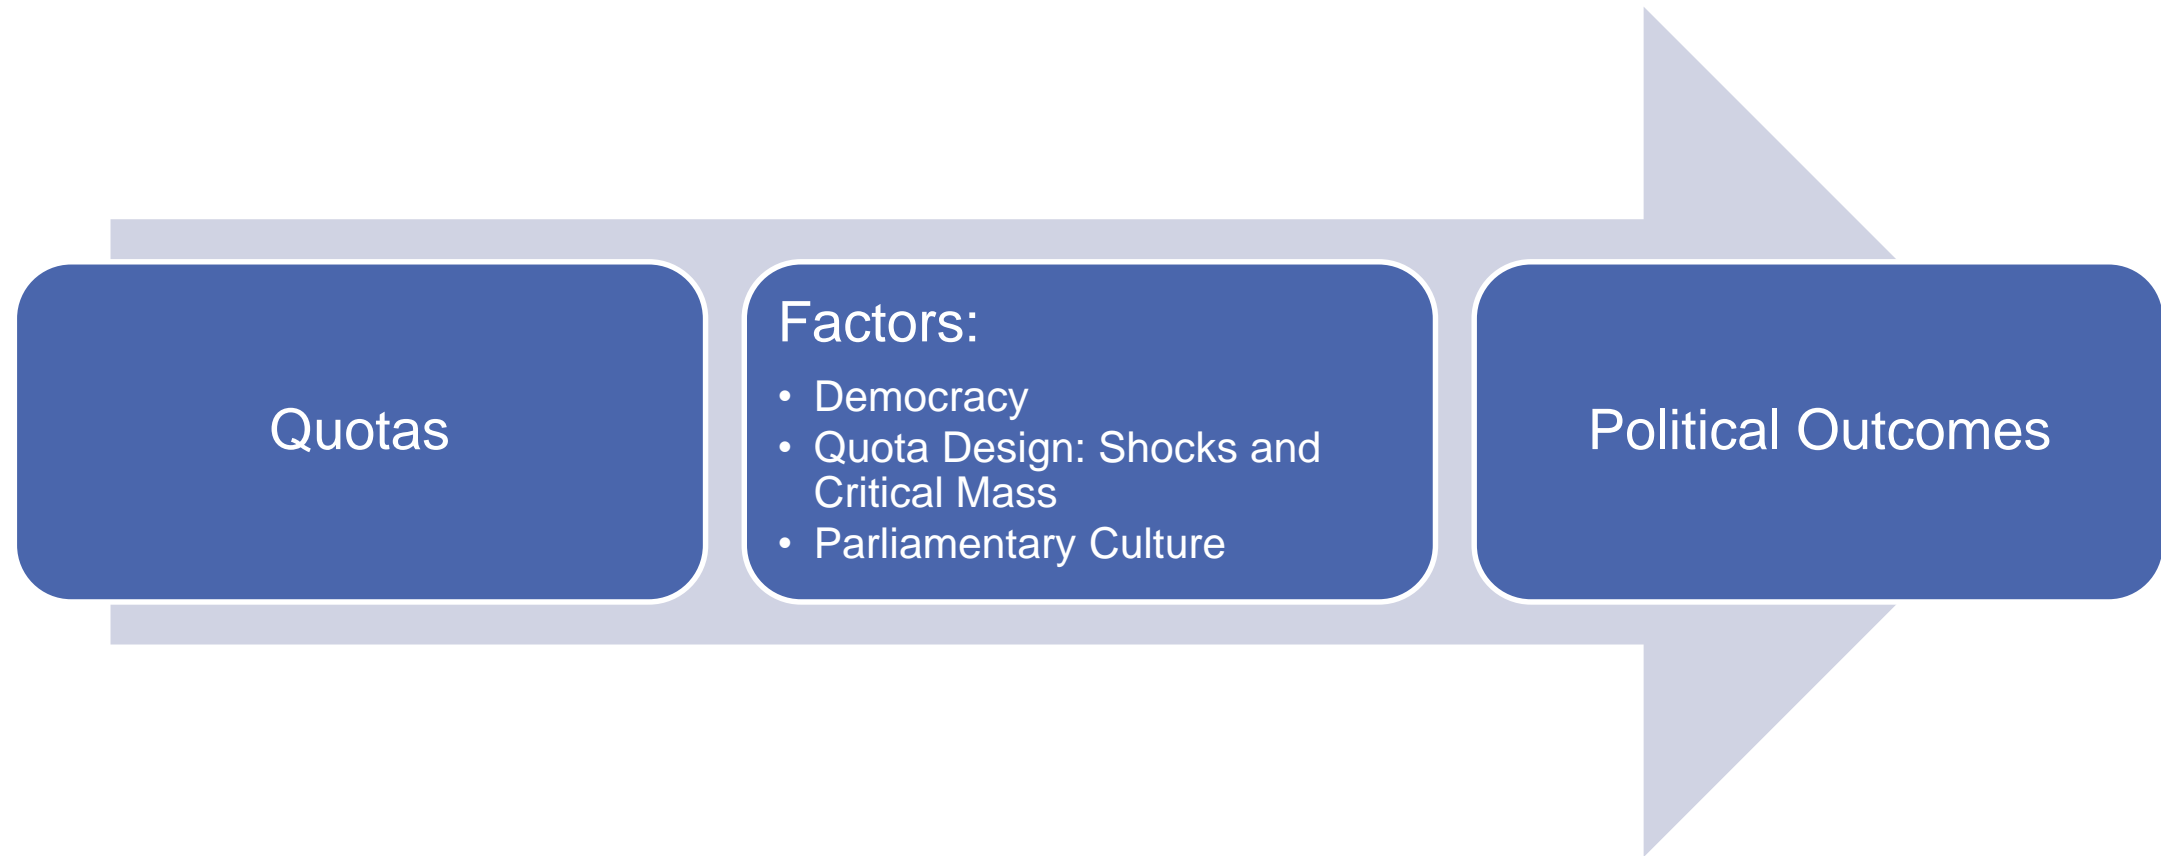 Quotas
Factors:
• Democracy
• Quota Design: Shocks and
Critical Mass
• Parliamentary Culture
Political Outcomes